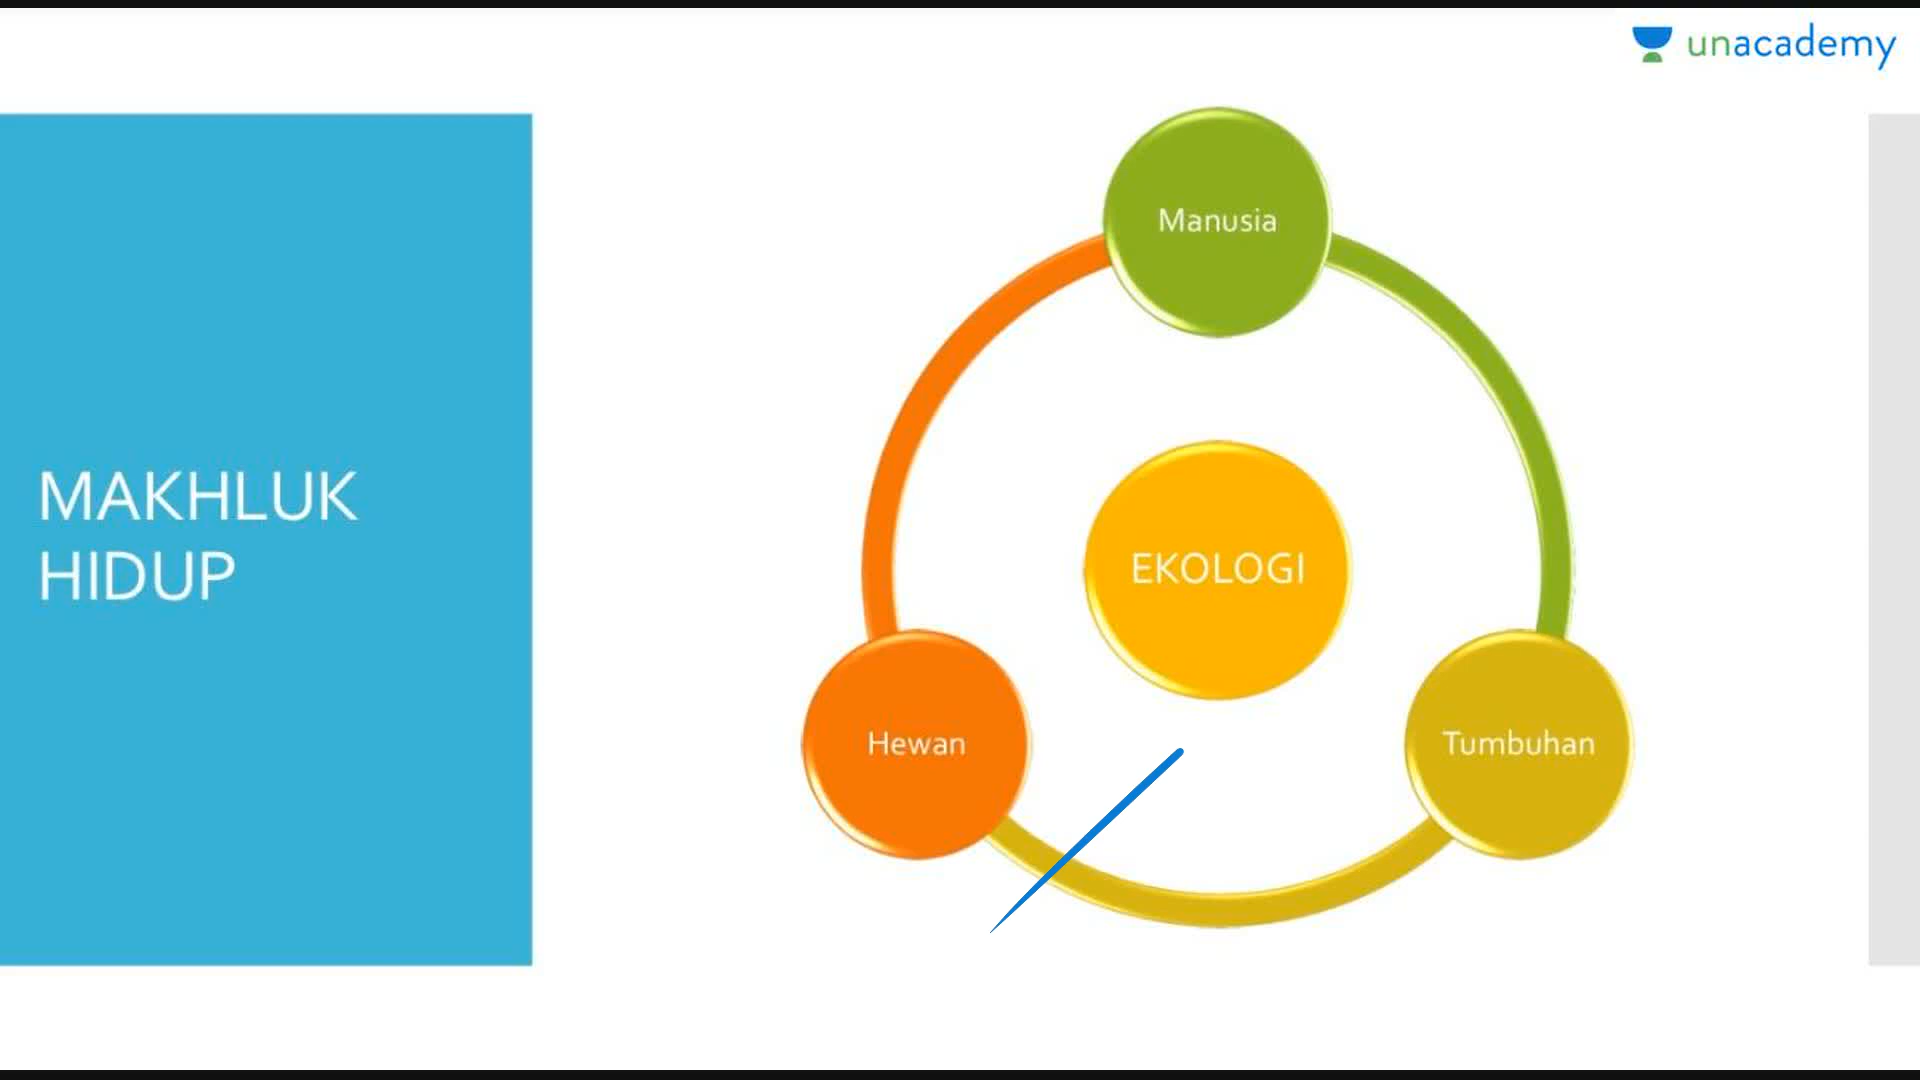 unacademy
MAKHLUK
HIDUP
Manusia
EKOLOGI
Hewan
Tumbuhan